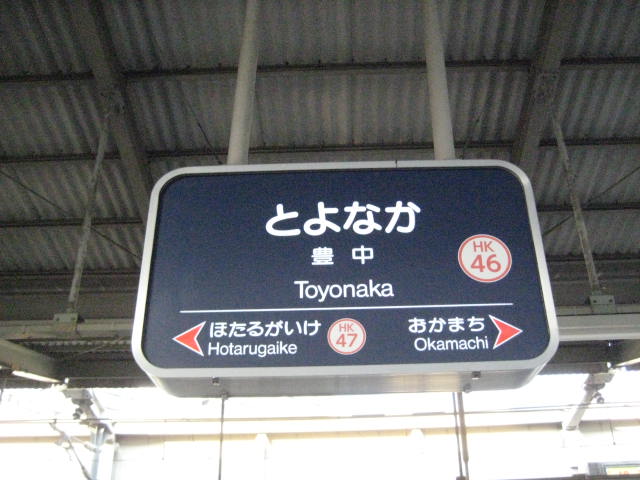 とよなか
豊中
HK
46
Toyonaka
ほたるがいけ
Hotarugaike
HK
47
おかまち
Okamachi